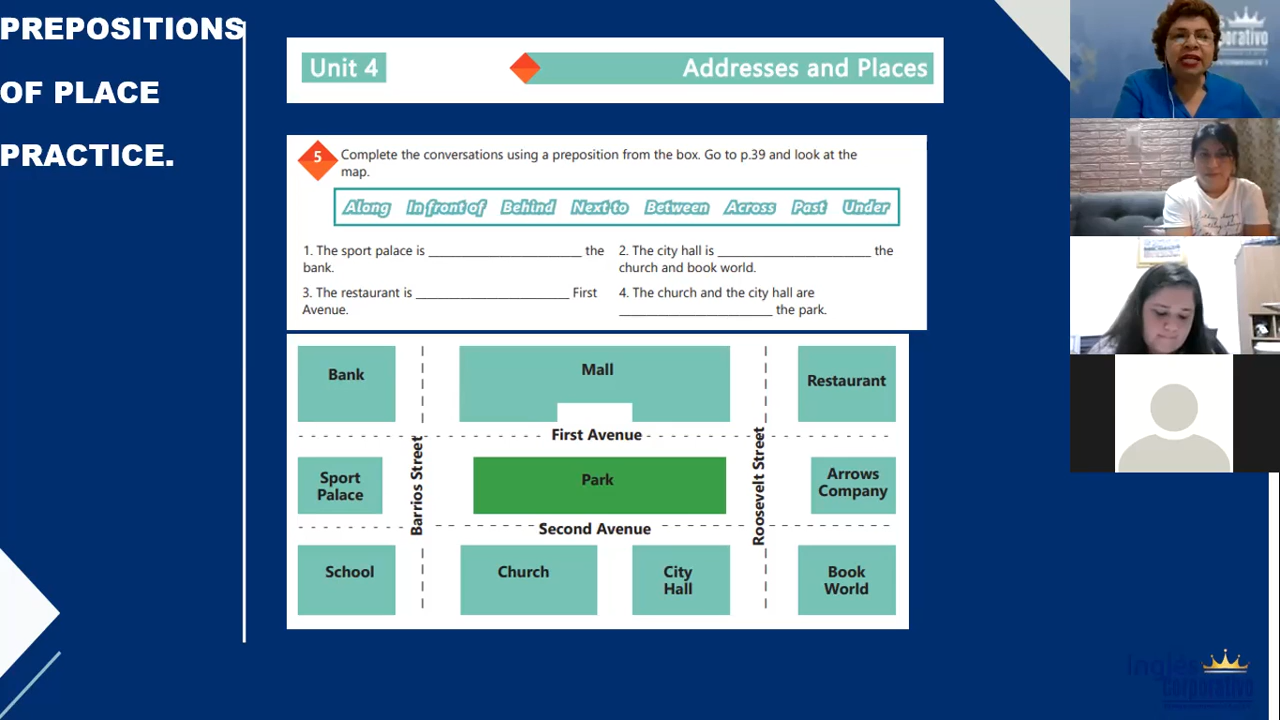 PREPOSITIONS
OF PLACE
PRACTICE.
Unit 4
Addresses and Places
5
Complete the conversations using a preposition from the box. Go to p.39 and look at the
map.
Along In front of Behind Next to Between Across Past Under
1. The sport palace is ______________________ the
bank.
2. The city hall is ______________________ the
church and book world.
3. The restaurant is ______________________ First
Avenue.
4. The church and the city hall are
______________________ the park.
Bank
Mall
Restaurant
First Avenue
Barrios Street
Roosevelt Street
Sport
Palace
Park
Arrows
Company
Second Avenue
School
Church
City
Hall
Book
World
Inglés
Corporativo